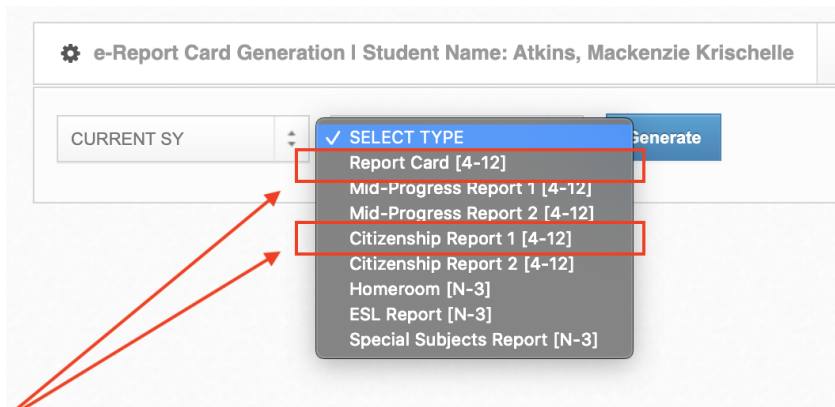 e-Report Card Generation I Student Name: Atkins, Mackenzie Krischelle
CURRENT SY
✓ SELECT TYPE
Generate
Report Card [4-12]
Mid-Progress Report 1 [4-12]
Mid-Progress Report 2 [4-12]
Citizenship Report 1 [4-12]
Citizenship Report 2 [4-12]
Homeroom [N-3]
ESL Report [N-3]
Special Subjects Report [N-3]